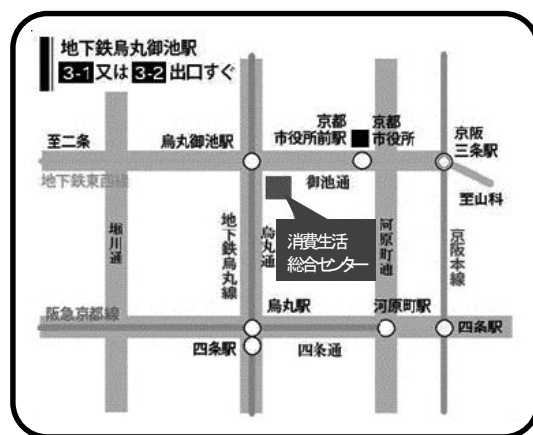 地下鉄烏丸御池駅
3-1又は3-2出口すぐ
至二条
烏丸御池駅
京都
市役所前駅
京都
市役所
京阪
三条駅
地下鉄東西線
御池通
至山科
堀川通
地下鉄烏丸線
烏丸通
消費生活
総合センター
河原町通
京阪本線
阪急京都線
烏丸駅
河原町駅
四条駅
四条通
四条駅